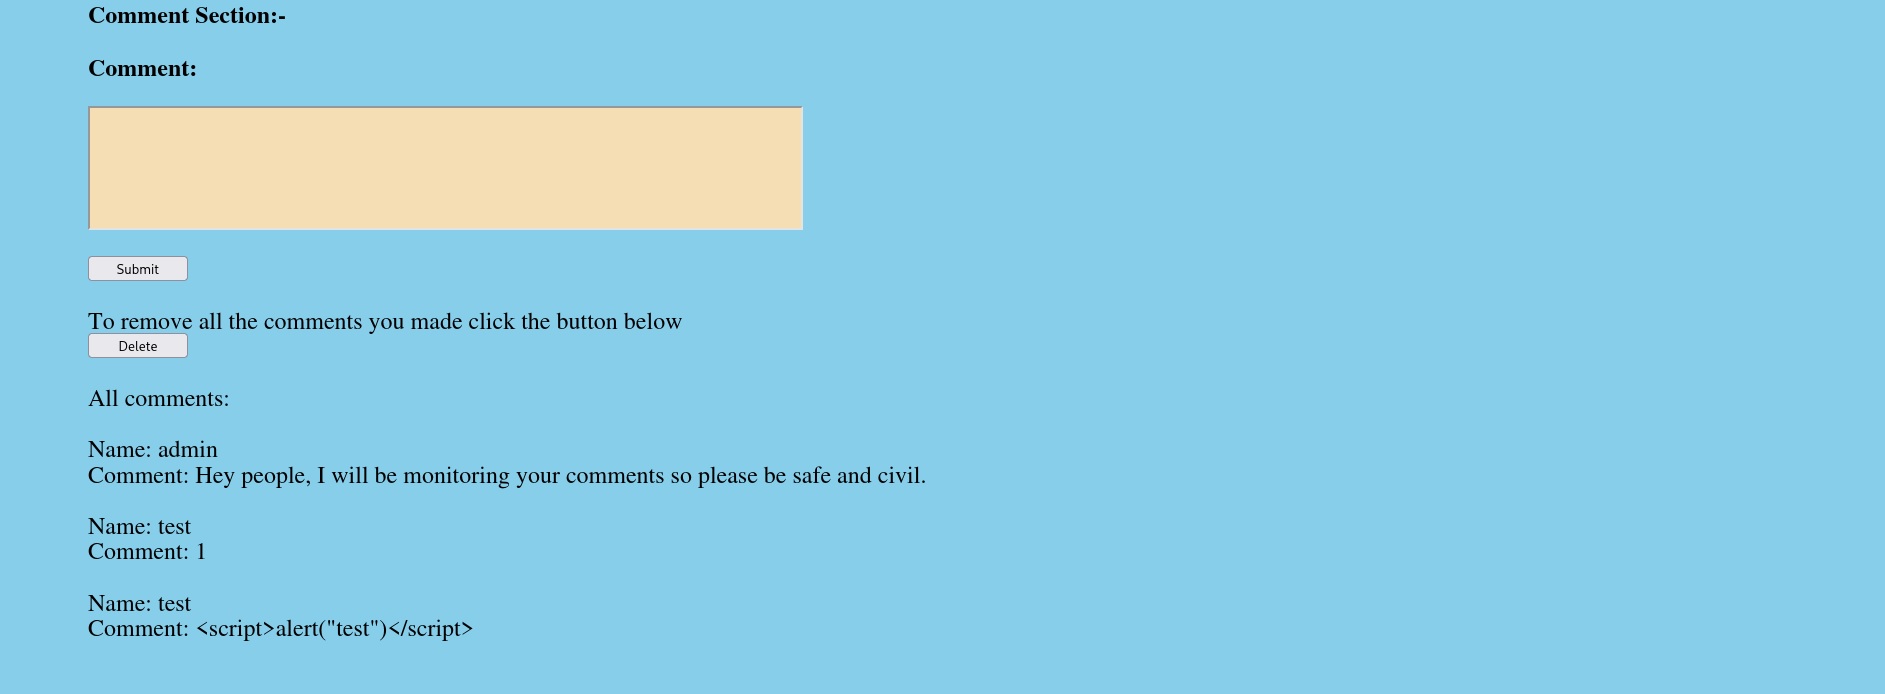 Comment Section:-
Comment:
Submit
To remove all the comments you made click the button below
Delete
All comments:
Name: admin
Comment: Hey people, I will be monitoring your comments so please be safe and civil.
Name: test
Comment: 1
Name: test
Comment: <script>alert("test")</script>